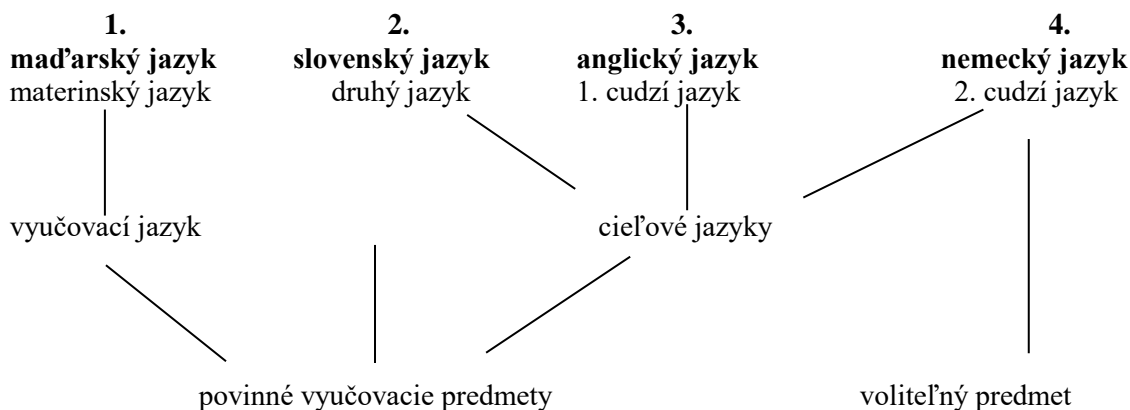 1. 2. 3. 4.
maďarský jazyk slovenský jazyk anglický jazyk nemecký jazyk
materinský jazyk druhý jazyk 1. cudzí jazyk 2. cudzí jazyk
vyučovací jazyk cieľové jazyky
povinné vyučovacie predmety voliteľný predmet